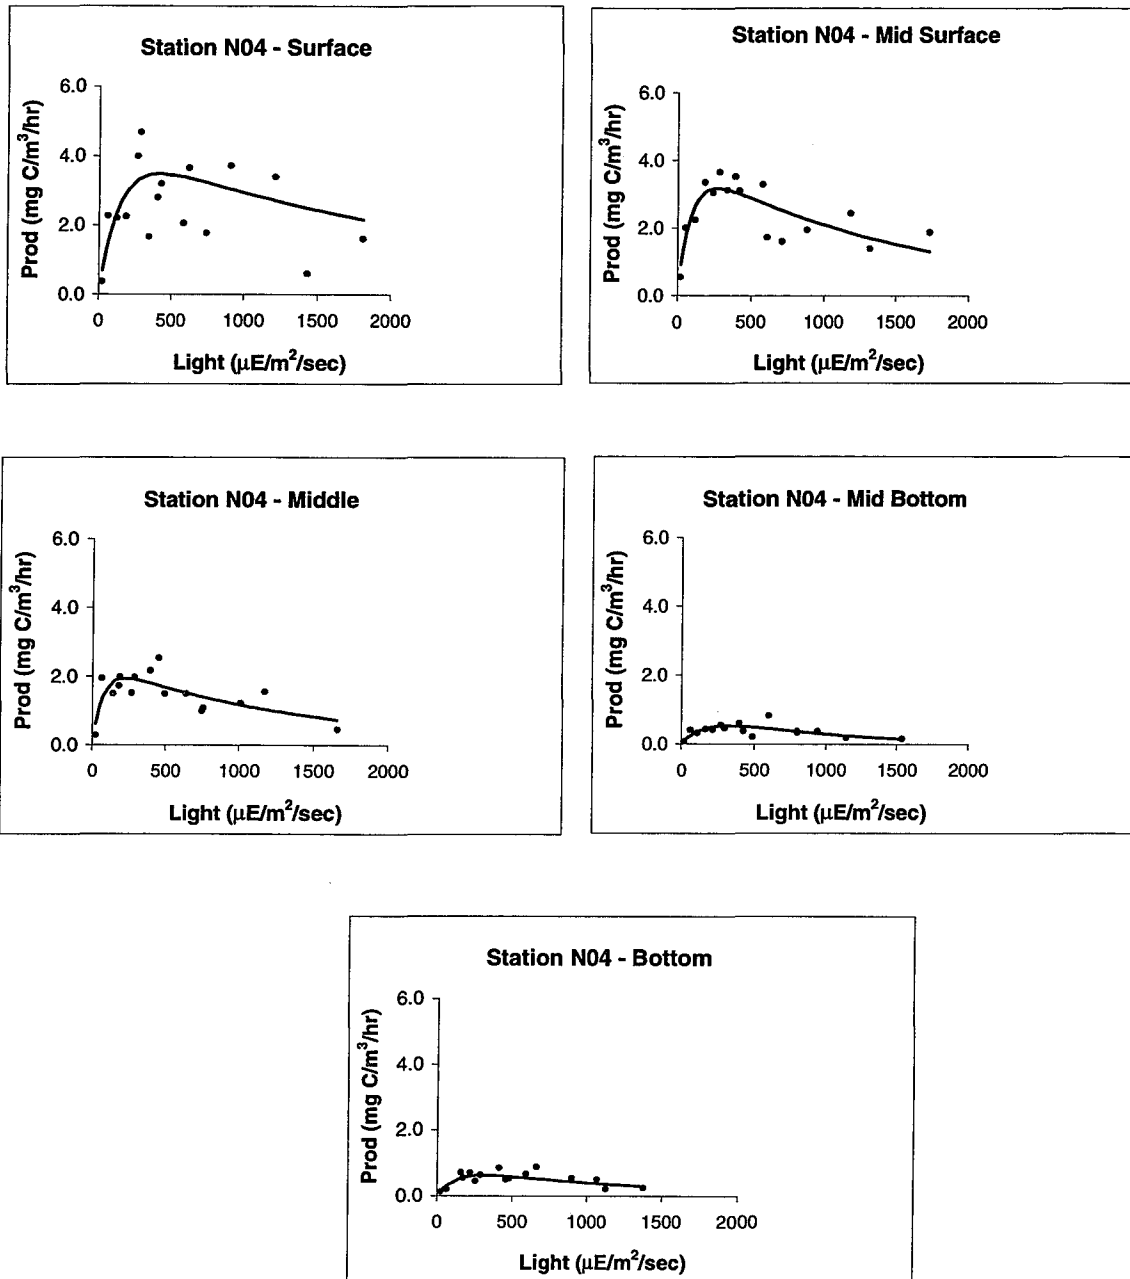 Station N04 - Surface
Prod (mg C/m³/hr)
6.0
4.0
2.0
0.0
0 500 1000 1500 2000
Light (μE/m²/sec)
Station N04 - Mid Surface
Prod (mg C/m³/hr)
6.0
4.0
2.0
0.0
0 500 1000 1500 2000
Light (μE/m²/sec)
Station N04 - Middle
Prod (mg C/m³/hr)
6.0
4.0
2.0
0.0
0 500 1000 1500 2000
Light (μE/m²/sec)
Station N04 - Mid Bottom
Prod (mg C/m³/hr)
6.0
4.0
2.0
0.0
0 500 1000 1500 2000
Light (μE/m²/sec)
Station N04 - Bottom
Prod (mg C/m³/hr)
6.0
4.0
2.0
0.0
0 500 1000 1500 2000
Light (μE/m²/sec)